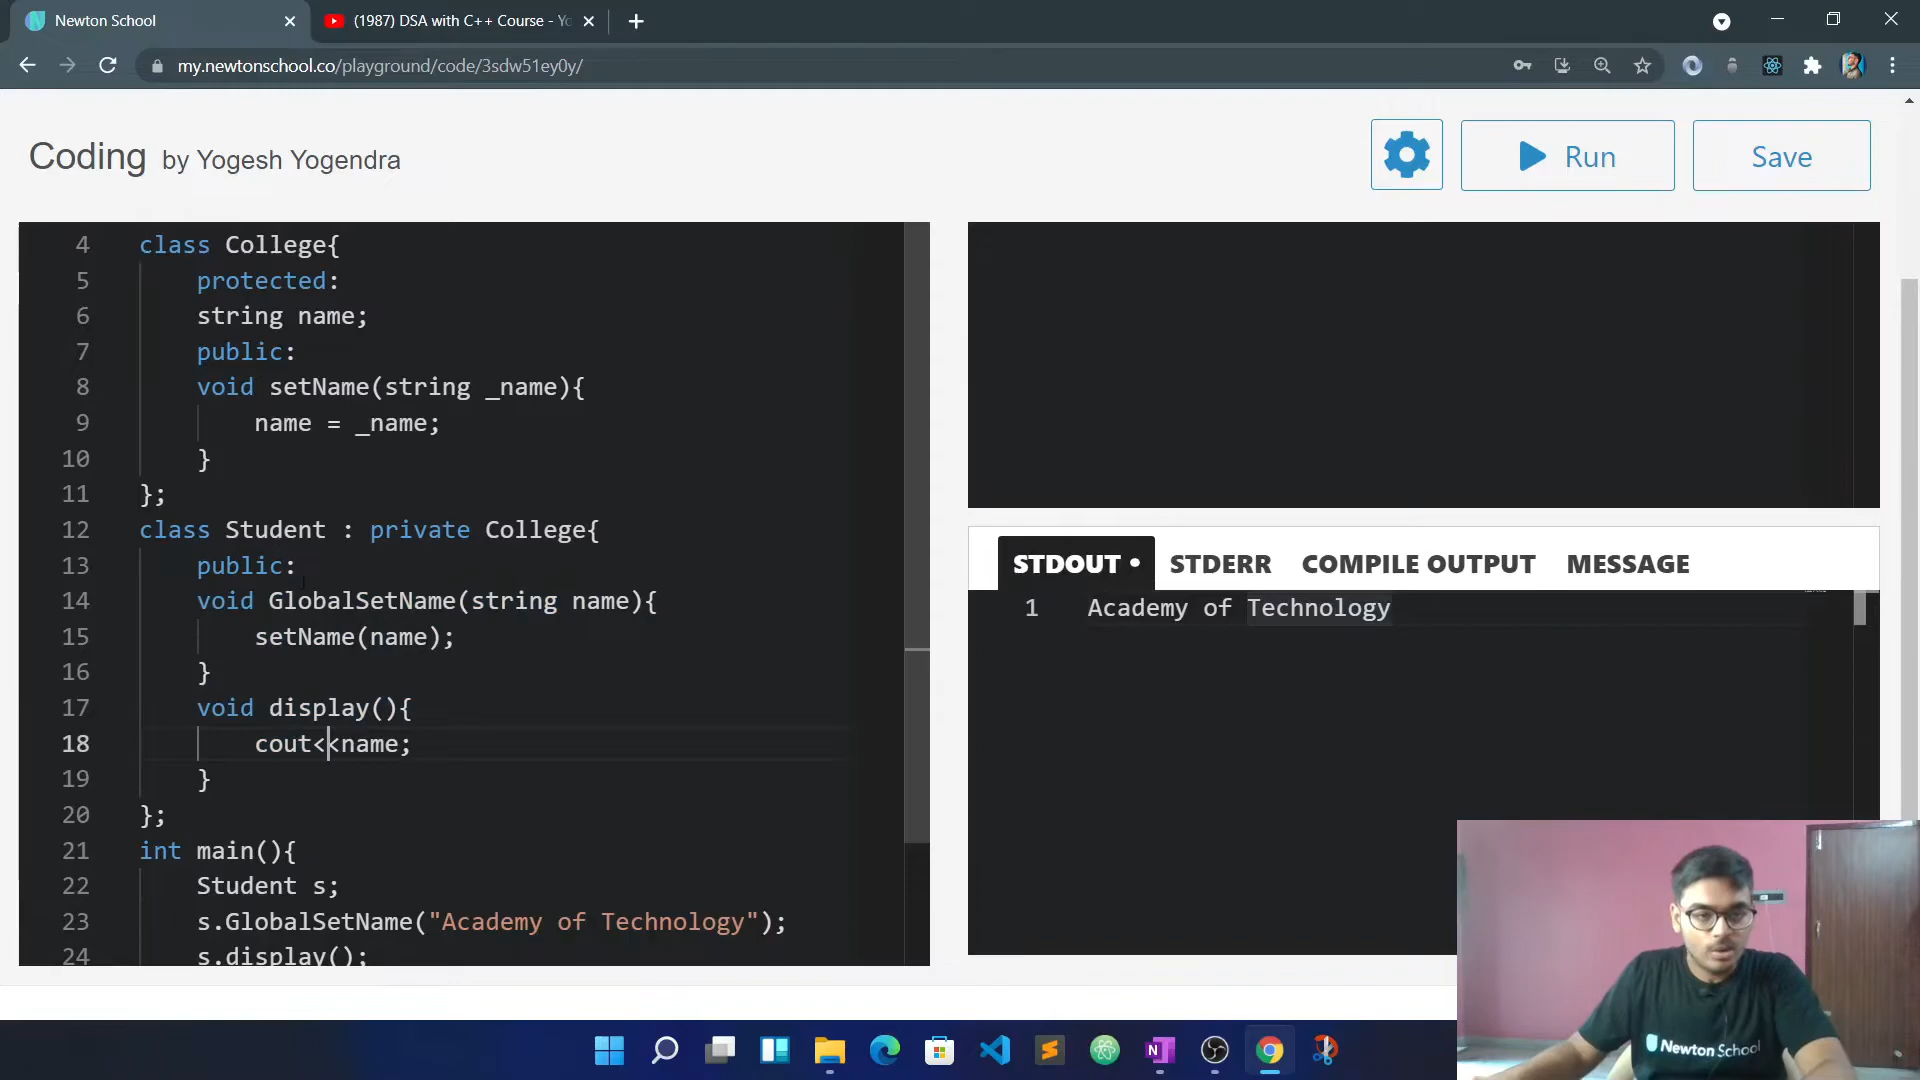 Newton School
(1987) DSA with C++ Course - Yo
my.newtonschool.co/playground/code/3sdw51ey0y/
Coding by Yogesh Yogendra
Run
Save
4 class College{
5 protected:
6 string name;
7 public:
8 void setName(string _name){
9 name = _name;
10 }
11 };
12 class Student : private College{
13 public:
14 void GlobalSetName(string name){
15 setName(name);
16 }
17 void display(){
18 cout<<name;
19 }
20 };
21 int main(){
22 Student s;
23 s.GlobalSetName("Academy of Technology");
24 s.display();
STDOUT • STDERR COMPILE OUTPUT MESSAGE
1 Academy of Technology
Newton School